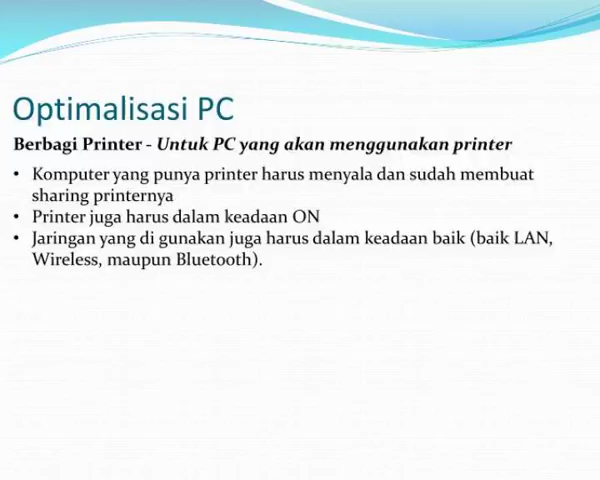 Optimalisasi PC
Berbagi Printer - Untuk PC yang akan menggunakan printer
• Komputer yang punya printer harus menyala dan sudah membuat
sharing printernya
• Printer juga harus dalam keadaan ON
• Jaringan yang di gunakan juga harus dalam keadaan baik (baik LAN,
Wireless, maupun Bluetooth).